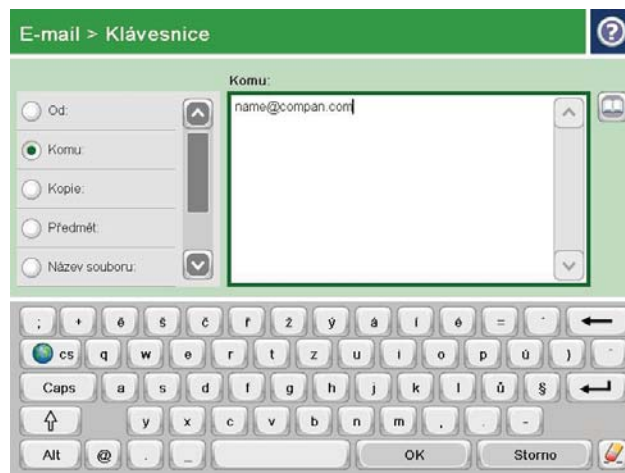 E-mail > Klávesnice
?
Komu:
name@compan.com
Od:
Komu:
Kopie:
Předmět:
Název souboru:
; + ě š č ř ž ý á í é = ´
cs q w e r t z u i o p ú )
Caps a s d f g h j k l ů §
y x c v b n m , . -
Alt @ . _ OK Storno